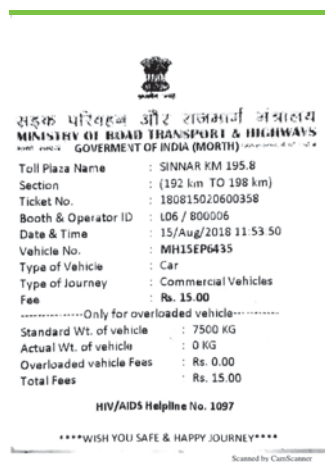 सड़क परिवहन और राजमार्ग मंत्रालय
MINISTRY OF ROAD TRANSPORT & HIGHWAYS
GOVERMENT OF INDIA (MORTH)
Toll Plaza Name : SINNAR KM 195.8
Section : (192 km TO 198 km)
Ticket No. : 180815020600358
Booth & Operator ID : L06 / 800006
Date & Time : 15/Aug/2018 11:53:50
Vehicle No. : MH15EP6435
Type of Vehicle : Car
Type of Journey : Commercial Vehicles
Fee : Rs. 15.00
---------------Only for overloaded vehicle-----------
Standard Wt. of vehicle : 7500 KG
Actual Wt. of vehicle : 0 KG
Overloaded vahicle Fees : Rs. 0.00
Total Fees : Rs. 15.00
HIV/AIDS Helpline No. 1097
****WISH YOU SAFE & HAPPY JOURNEY****
Scanned by CamScanner